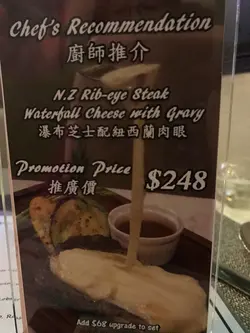 Chef's Recommendation
廚師推介
N.Z Rib-eye Steak
Waterfall Cheese with Gravy
瀑布芝士配紐西蘭肉眼
Promotion Price
推廣價
$248
Add $68 upgrade to set